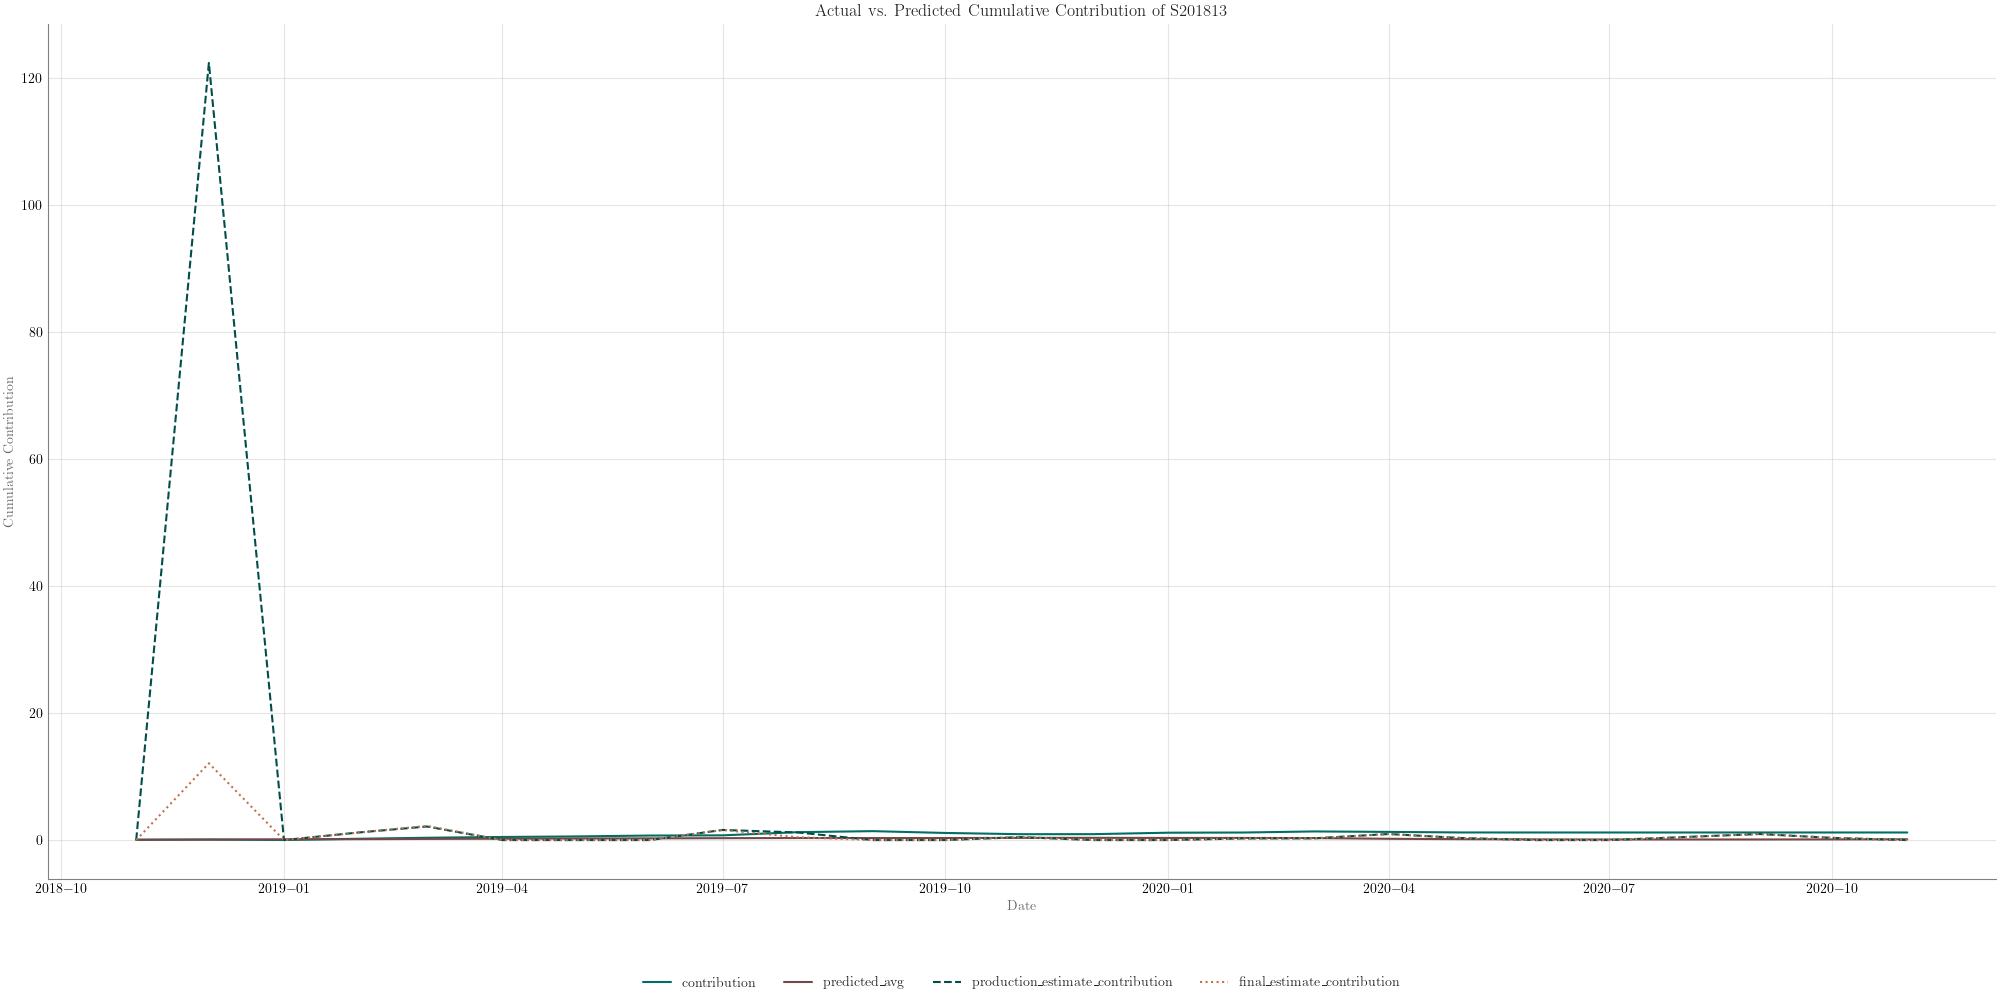 Actual vs. Predicted Cumulative Contribution of S201813
120
100
80
60
40
20
0
Cumulative Contribution
2018−10 2019−01 2019−04 2019−07 2019−10 2020−01 2020−04 2020−07 2020−10
Date
contribution predicted_avg production_estimate_contribution final_estimate_contribution